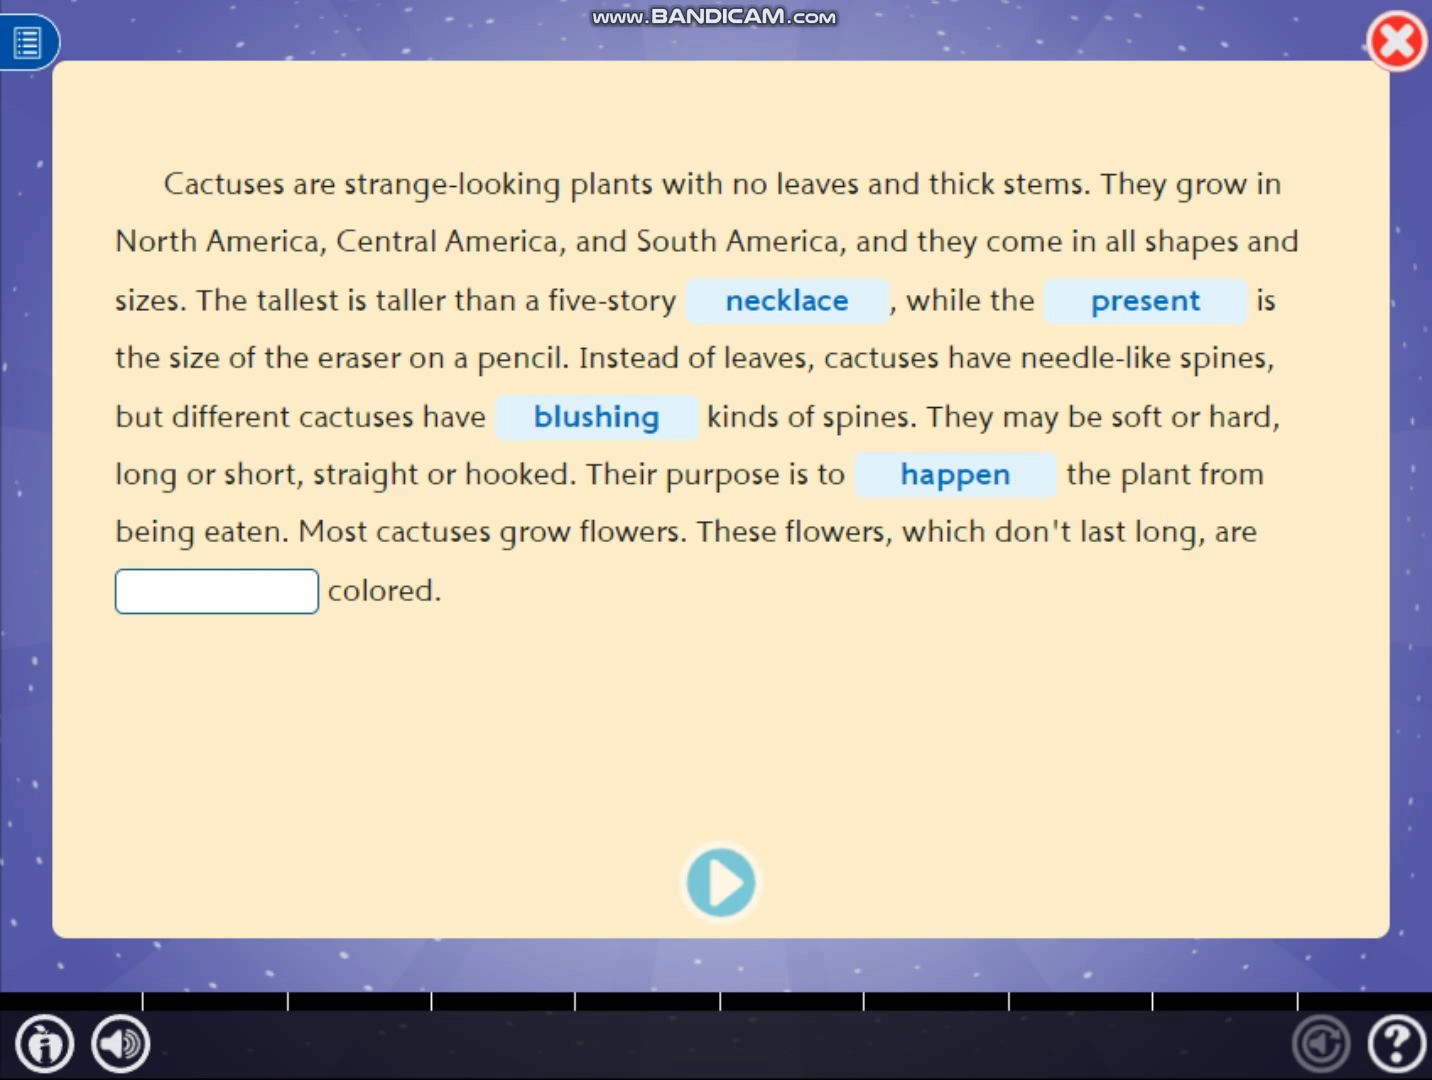 www.BANDICAM.com
Cactuses are strange-looking plants with no leaves and thick stems. They grow in
North America, Central America, and South America, and they come in all shapes and
sizes. The tallest is taller than a five-story necklace, while the present is
the size of the eraser on a pencil. Instead of leaves, cactuses have needle-like spines,
but different cactuses have blushing kinds of spines. They may be soft or hard,
long or short, straight or hooked. Their purpose is to happen the plant from
being eaten. Most cactuses grow flowers. These flowers, which don't last long, are
colored.
?